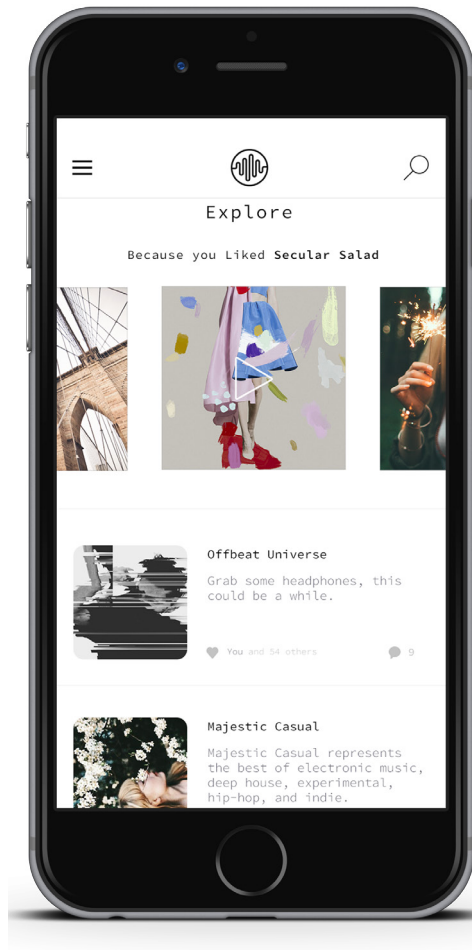 Explore
Because you Liked Secular Salad
Offbeat Universe
Grab some headphones, this
could be a while.
You and 54 others
9
Majestic Casual
Majestic Casual represents
the best of electronic music,
deep house, experimental,
hip-hop, and indie.